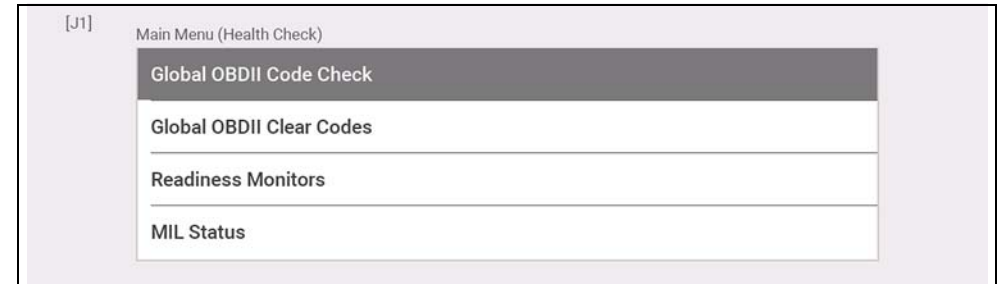 [J1]
Main Menu (Health Check)
Global OBDII Code Check
Global OBDII Clear Codes
Readiness Monitors
MIL Status